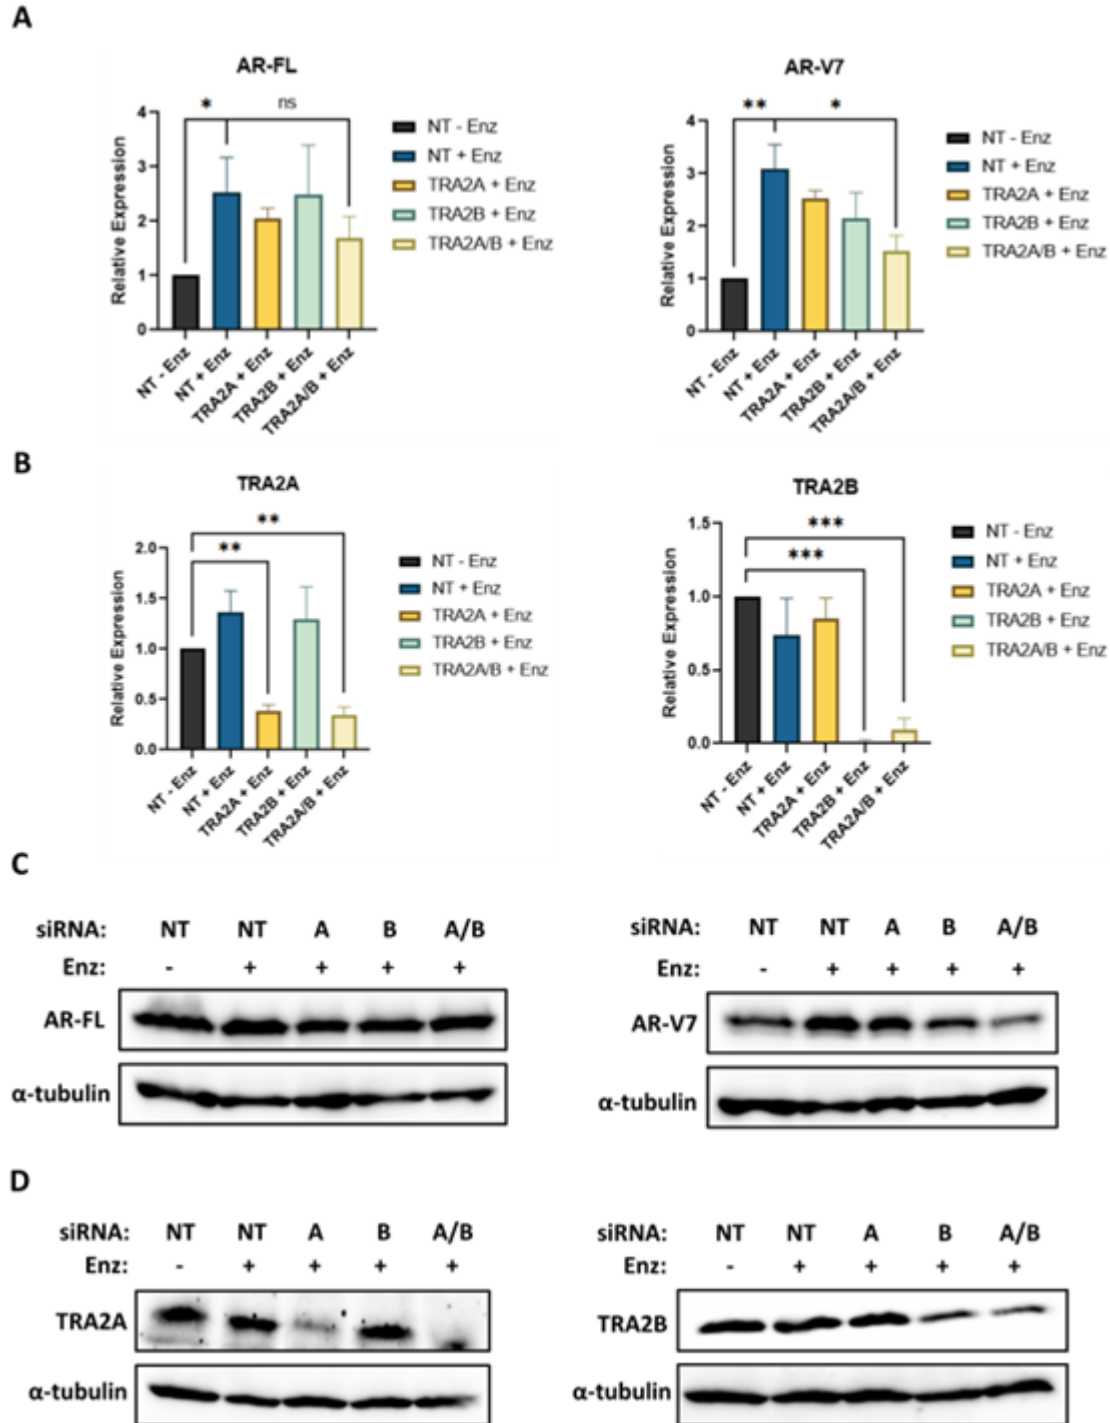 A
AR-FL
Relative Expression
4
3
2
1
0
* ns
NT - Enz
NT + Enz
TRA2A + Enz
TRA2B + Enz
TRA2A/B + Enz
NT - Enz
NT + Enz
TRA2A + Enz
TRA2B + Enz
TRA2A/B + Enz
AR-V7
Relative Expression
4
3
2
1
0
** *
NT - Enz
NT + Enz
TRA2A + Enz
TRA2B + Enz
TRA2A/B + Enz
NT - Enz
NT + Enz
TRA2A + Enz
TRA2B + Enz
TRA2A/B + Enz
B
TRA2A
Relative Expression
2.0
1.5
1.0
0.5
0.0
**
**
NT - Enz
NT + Enz
TRA2A + Enz
TRA2B + Enz
TRA2A/B + Enz
NT - Enz
NT + Enz
TRA2A + Enz
TRA2B + Enz
TRA2A/B + Enz
TRA2B
Relative Expression
1.5
1.0
0.5
0.0
***
***
NT - Enz
NT + Enz
TRA2A + Enz
TRA2B + Enz
TRA2A/B + Enz
NT - Enz
NT + Enz
TRA2A + Enz
TRA2B + Enz
TRA2A/B + Enz
C
siRNA: NT NT A B A/B
Enz: - + + + +
AR-FL
α-tubulin
siRNA: NT NT A B A/B
Enz: - + + + +
AR-V7
α-tubulin
D
siRNA: NT NT A B A/B
Enz: - + + + +
TRA2A
α-tubulin
siRNA: NT NT A B A/B
Enz: - + + + +
TRA2B
α-tubulin